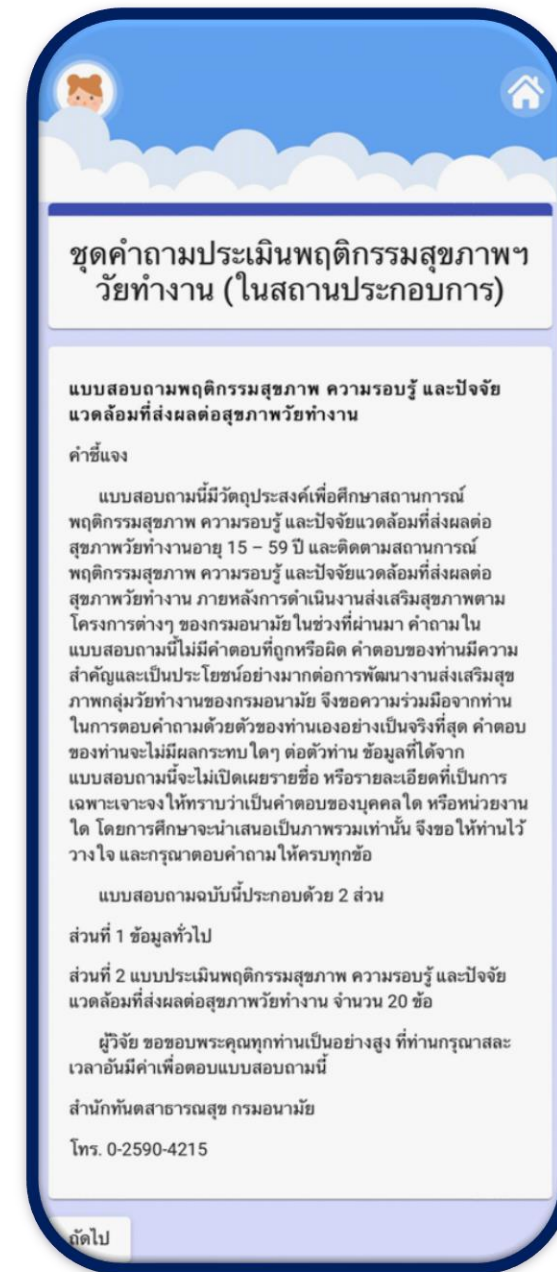 ชุดคำถามประเมินพฤติกรรมสุขภาพฯ
วัยทำงาน (ในสถานประกอบการ)
แบบสอบถามพฤติกรรมสุขภาพ ความรอบรู้ และปัจจัย
แวดล้อมที่ส่งผลต่อสุขภาพวัยทำงาน
คำชี้แจง
แบบสอบถามนี้มีวัตถุประสงค์เพื่อศึกษาสถานการณ์
พฤติกรรมสุขภาพ ความรอบรู้ และปัจจัยแวดล้อมที่ส่งผลต่อ
สุขภาพวัยทำงานอายุ 15 – 59 ปี และติดตามสถานการณ์
พฤติกรรมสุขภาพ ความรอบรู้ และปัจจัยแวดล้อมที่ส่งผลต่อ
สุขภาพวัยทำงาน ภายหลังการดำเนินงานส่งเสริมสุขภาพตาม
โครงการต่างๆ ของกรมอนามัยในช่วงที่ผ่านมา คำถามใน
แบบสอบถามนี้ไม่มีคำตอบที่ถูกหรือผิด คำตอบของท่านมีความ
สำคัญและเป็นประโยชน์อย่างมากต่อการพัฒนางานส่งเสริมสุข
ภาพกลุ่มวัยทำงานของกรมอนามัย จึงขอความร่วมมือจากท่าน
ในการตอบคำถามด้วยตัวของท่านเองอย่างเป็นจริงที่สุด คำตอบ
ของท่านจะไม่มีผลกระทบใดๆ ต่อตัวท่าน ข้อมูลที่ได้จาก
แบบสอบถามนี้จะไม่เปิดเผยรายชื่อ หรือรายละเอียดที่เป็นการ
เฉพาะเจาะจงให้ทราบว่าเป็นคำตอบของบุคคลใด หรือหน่วยงาน
ใด โดยการศึกษาจะนำเสนอเป็นภาพรวมเท่านั้น จึงขอให้ท่านไว้
วางใจ และกรุณาตอบคำถามให้ครบทุกข้อ
แบบสอบถามฉบับนี้ประกอบด้วย 2 ส่วน
ส่วนที่ 1 ข้อมูลทั่วไป
ส่วนที่ 2 แบบประเมินพฤติกรรมสุขภาพ ความรอบรู้ และปัจจัย
แวดล้อมที่ส่งผลต่อสุขภาพวัยทำงาน จำนวน 20 ข้อ
ผู้วิจัย ขอขอบพระคุณทุกท่านเป็นอย่างสูง ที่ท่านกรุณาสละ
เวลาอันมีค่าเพื่อตอบแบบสอบถามนี้
สำนักทันตสาธารณสุข กรมอนามัย
โทร. 0-2590-4215
ถัดไป